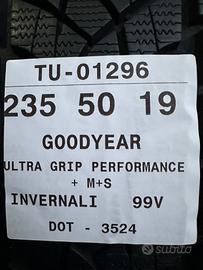 TU-01296
235 50 19
GOODYEAR
ULTRA GRIP PERFORMANCE
+ M+S
INVERNALI 99V
DOT - 3524
subito